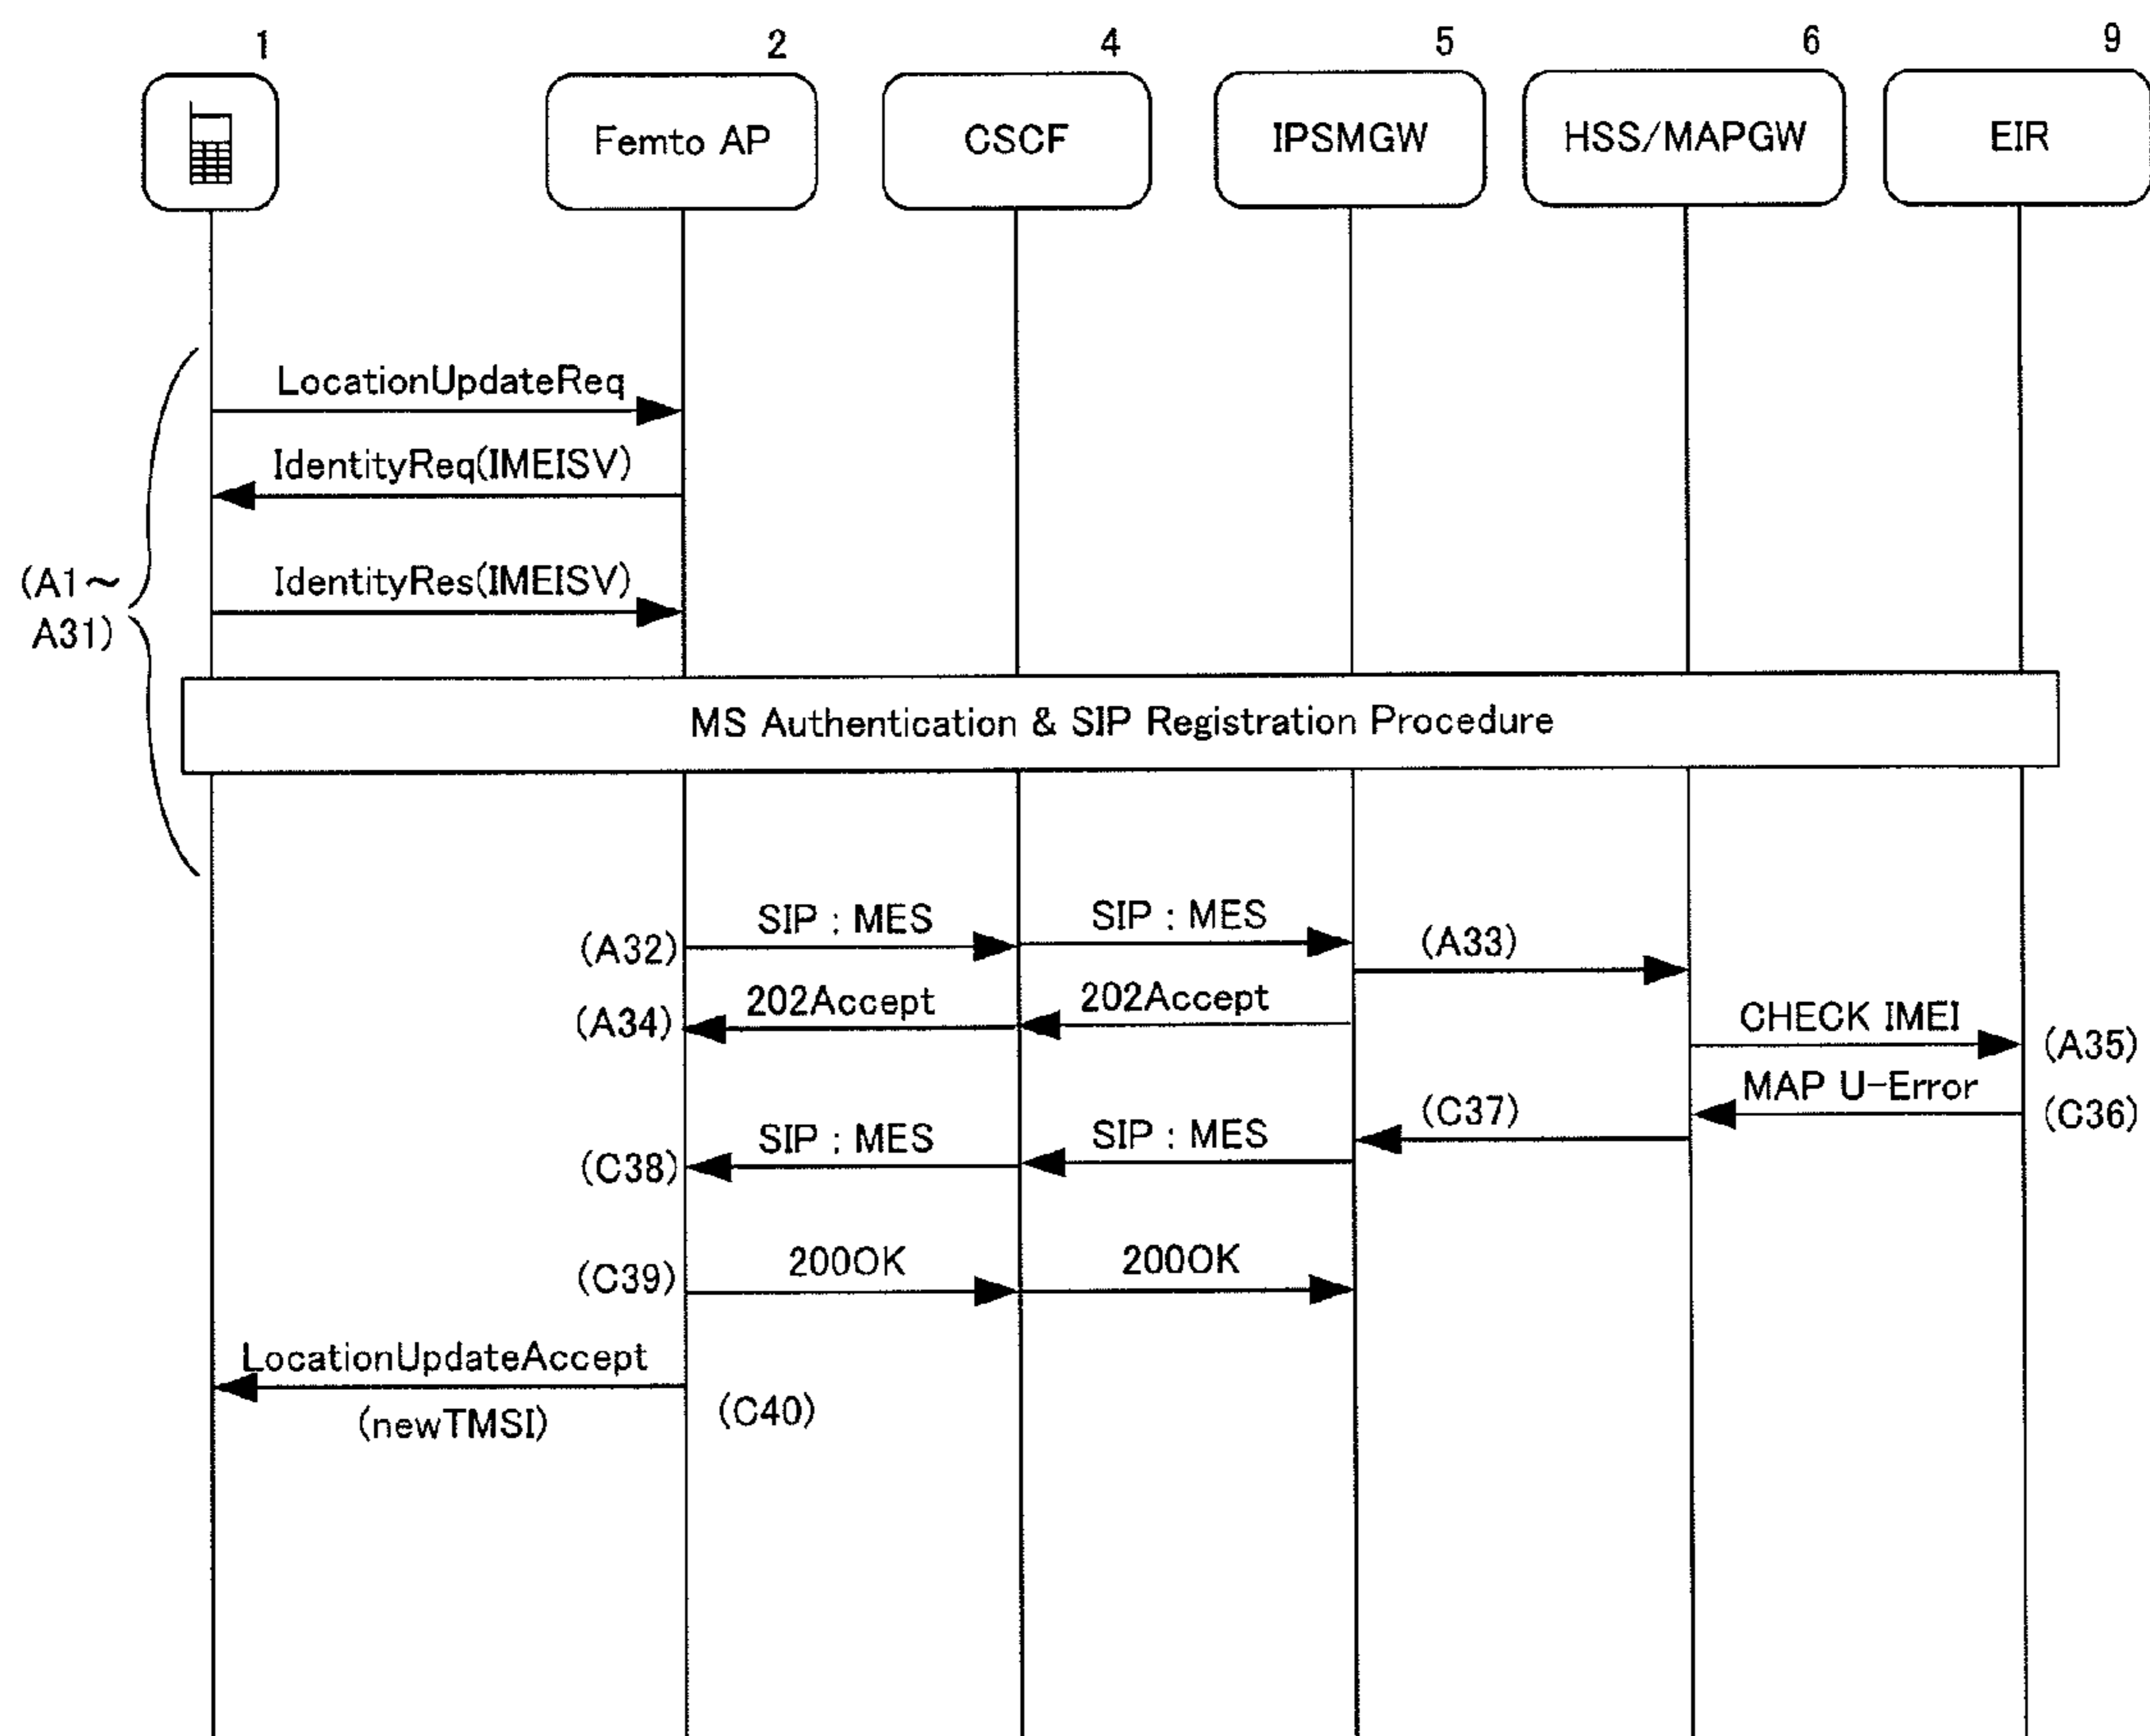 1
2
4
5
6
9
Femto AP
CSCF
IPSMGW
HSS/MAPGW
EIR
LocationUpdateReq
IdentityReq(IMEISV)
(A1~
A31)
IdentityRes(IMEISV)
MS Authentication & SIP Registration Procedure
(A32)
SIP : MES
SIP : MES
(A33)
(A34)
202Accept
202Accept
CHECK IMEI
(A35)
MAP U-Error
(C36)
(C37)
(C38)
SIP : MES
SIP : MES
(C39)
200OK
200OK
LocationUpdateAccept
(newTMSI)
(C40)